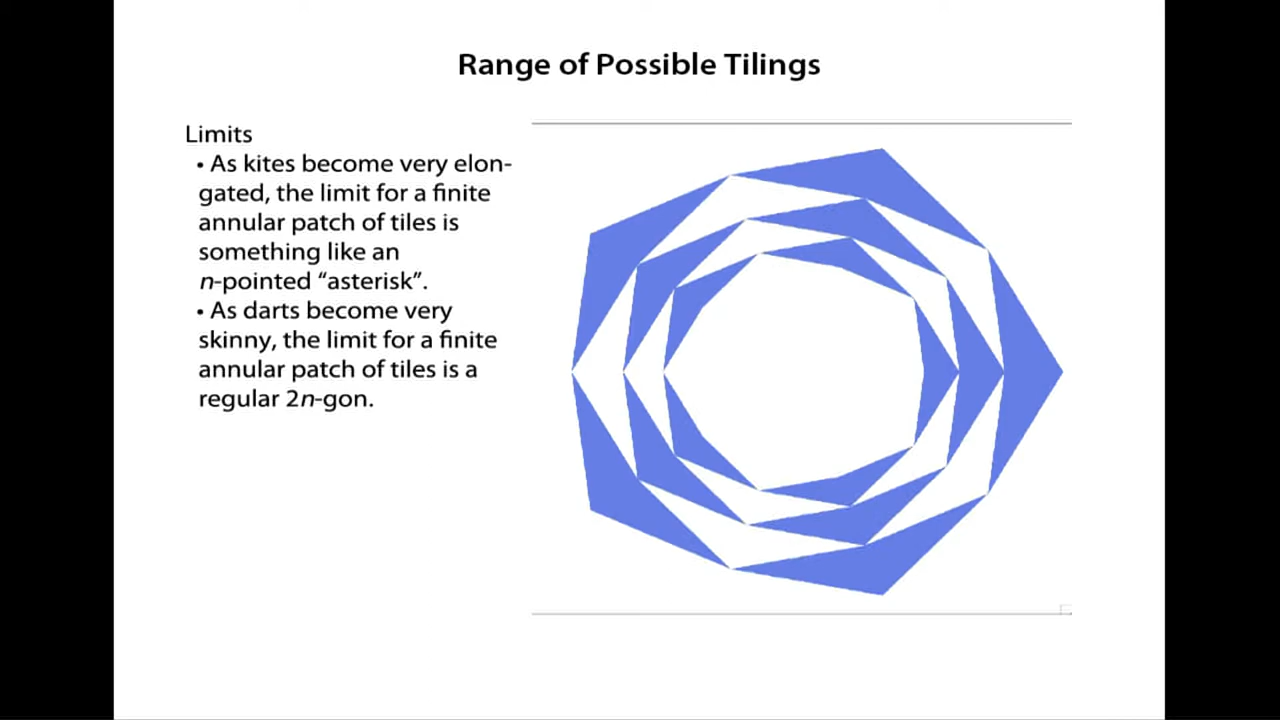 Range of Possible Tilings
Limits
• As kites become very elon-
gated, the limit for a finite
annular patch of tiles is
something like an
n-pointed “asterisk”.
• As darts become very
skinny, the limit for a finite
annular patch of tiles is a
regular 2n-gon.